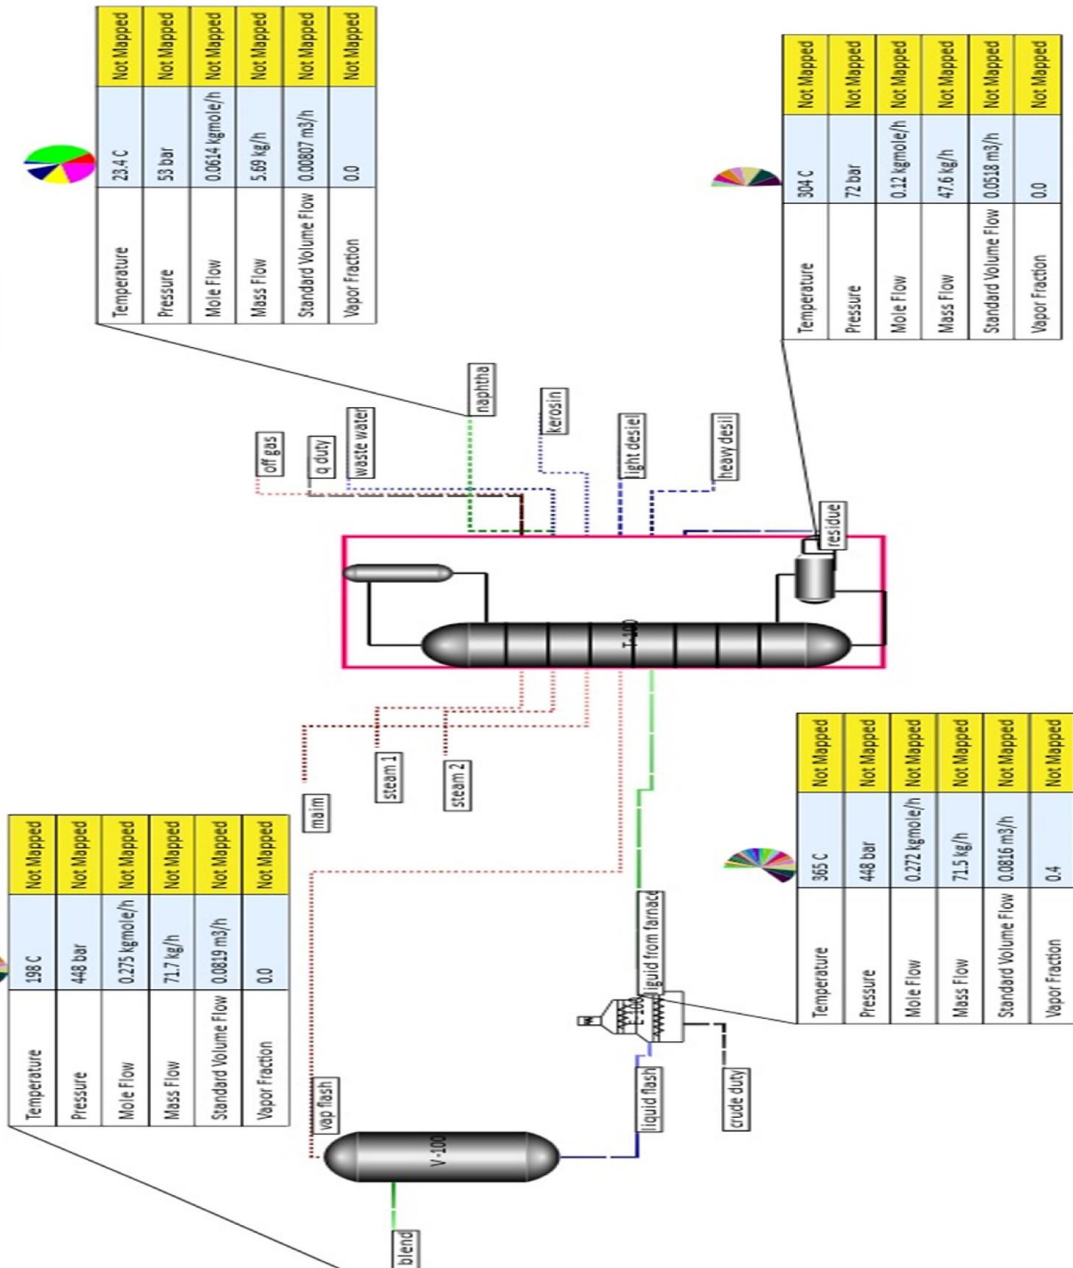 Temperature 198 C Not Mapped
Pressure 448 bar Not Mapped
Mole Flow 0.275 kgmole/h Not Mapped
Mass Flow 71.7 kg/h Not Mapped
Standard Volume Flow 0.0819 m3/h Not Mapped
Vapor Fraction 0.0 Not Mapped
Temperature 23.4 C Not Mapped
Pressure 53 bar Not Mapped
Mole Flow 0.0614 kgmole/h Not Mapped
Mass Flow 5.69 kg/h Not Mapped
Standard Volume Flow 0.00807 m3/h Not Mapped
Vapor Fraction 0.0 Not Mapped
blend
V-100
vap flash
liquid flash
crude duty
E-100
liguid from farnace
maim
steam 1
steam 2
T-100
off gas
q duty
waste water
naphtha
kerosin
light desiel
heavy desil
residue
Temperature 365 C Not Mapped
Pressure 448 bar Not Mapped
Mole Flow 0.272 kgmole/h Not Mapped
Mass Flow 71.5 kg/h Not Mapped
Standard Volume Flow 0.0816 m3/h Not Mapped
Vapor Fraction 0.4 Not Mapped
Temperature 304 C Not Mapped
Pressure 72 bar Not Mapped
Mole Flow 0.12 kgmole/h Not Mapped
Mass Flow 47.6 kg/h Not Mapped
Standard Volume Flow 0.0518 m3/h Not Mapped
Vapor Fraction 0.0 Not Mapped